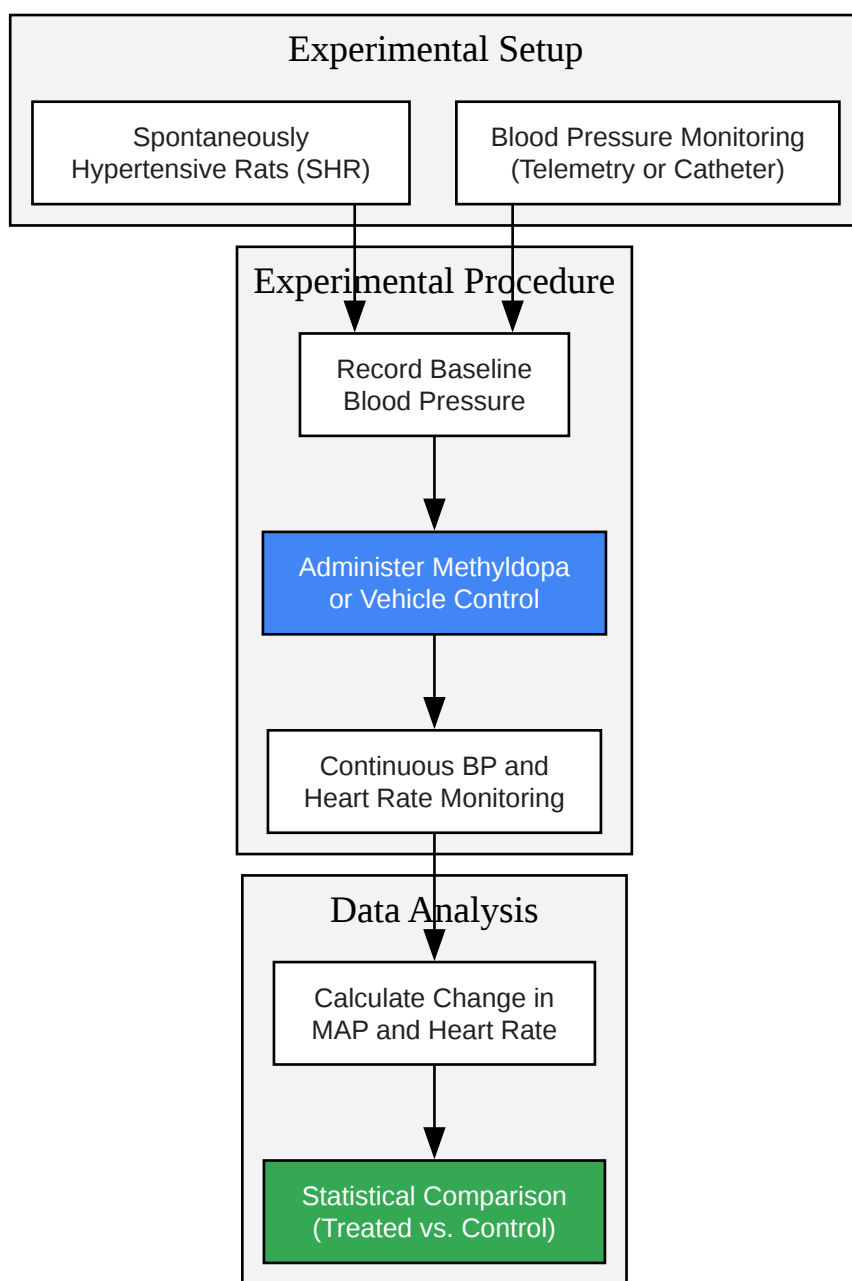 Experimental Setup
Spontaneously
Hypertensive Rats (SHR)
Blood Pressure Monitoring
(Telemetry or Catheter)
Experimental Procedure
Record Baseline
Blood Pressure
Administer Methyldopa
or Vehicle Control
Continuous BP and
Heart Rate Monitoring
Data Analysis
Calculate Change in
MAP and Heart Rate
Statistical Comparison
(Treated vs. Control)